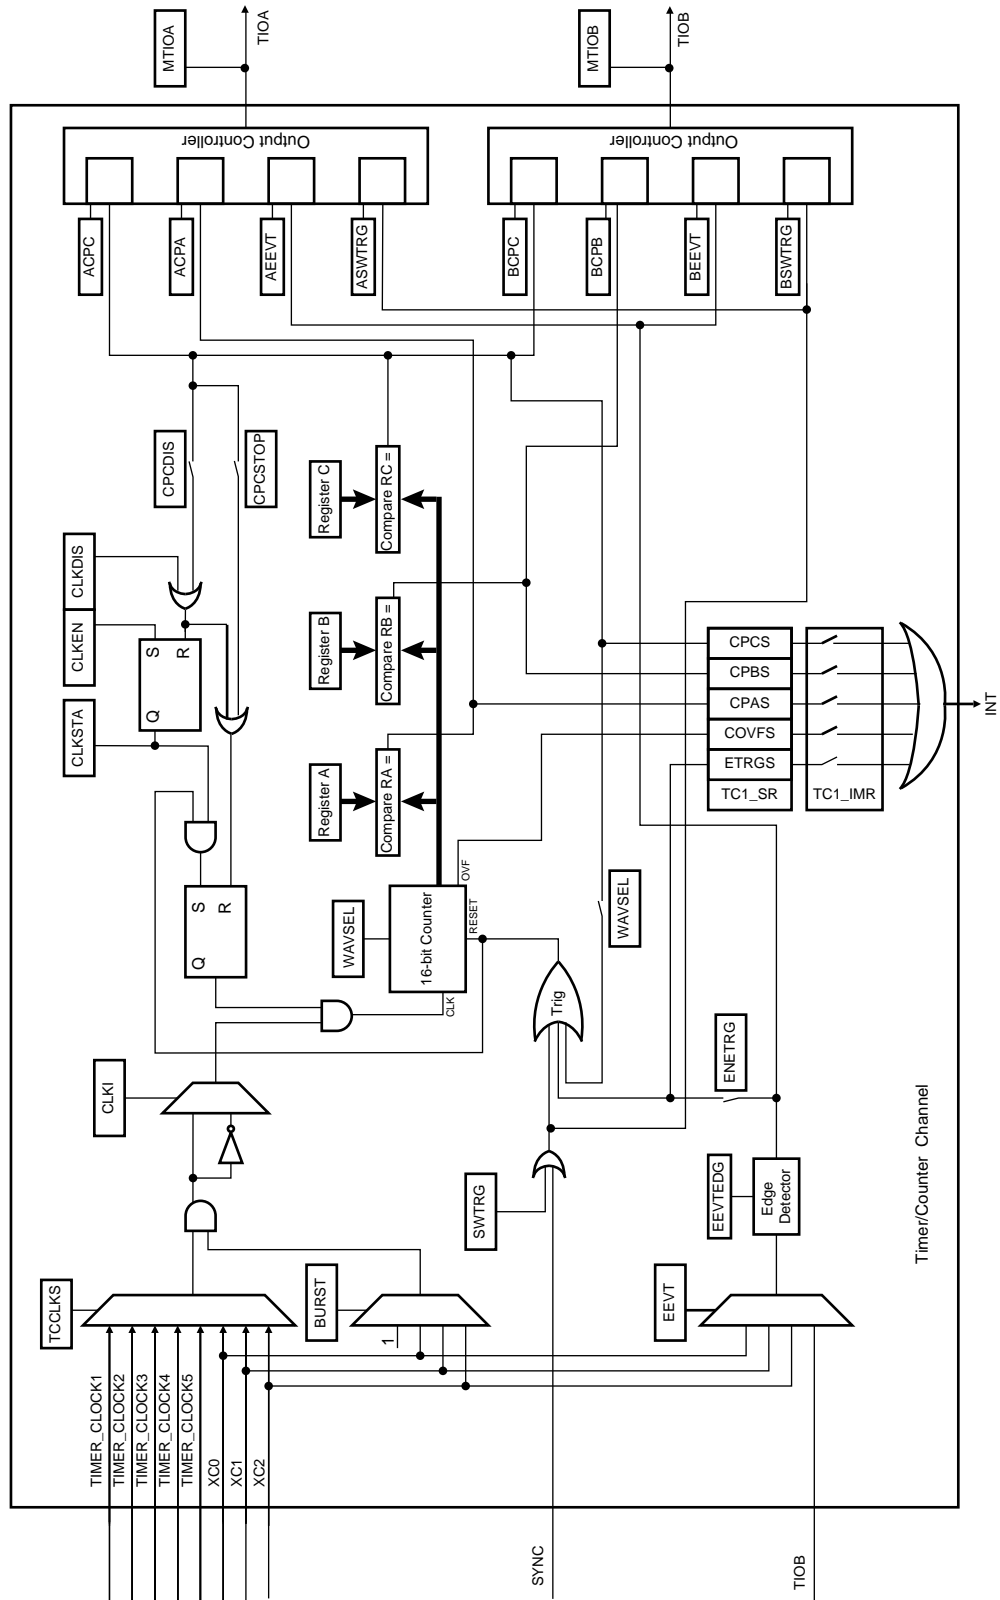 MTIOA
TIOA
MTIOB
TIOB
Output Controller
Output Controller
ACPC
ACPA
AEEVT
ASWTRG
BCPC
BCPB
BEEVT
BSWTRG
CPCDIS
CPCSTOP
CLKDIS
CLKEN
CLKSTA
S
R
Q
S
R
Q
Register C
Compare RC =
Register B
Compare RB =
Register A
Compare RA =
WAVSEL
16-bit Counter
OVF
RESET
CLK
CPCS
CPBS
CPAS
COVFS
ETRGS
TC1_SR
TC1_IMR
INT
WAVSEL
Trig
ENETRG
CLKI
SWTRG
EEVTEDG
Edge
Detector
Timer/Counter Channel
TCCLKS
BURST
1
EEVT
TIMER_CLOCK1
TIMER_CLOCK2
TIMER_CLOCK3
TIMER_CLOCK4
TIMER_CLOCK5
XC0
XC1
XC2
SYNC
TIOB